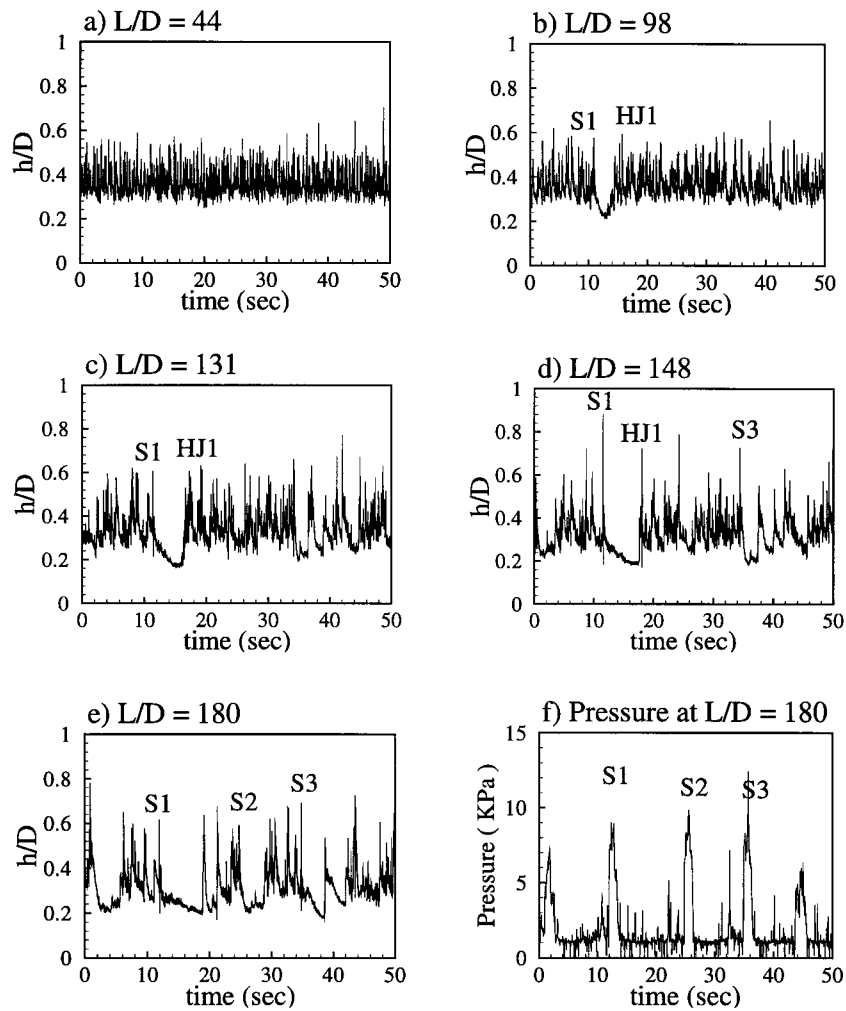 a) L/D = 44
1
0.8
0.6
0.4
0.2
0
h/D
0 10 20 30 40 50
time (sec)
b) L/D = 98
1
0.8
0.6
0.4
0.2
0
h/D
S1 HJ1
0 10 20 30 40 50
time (sec)
c) L/D = 131
1
0.8
0.6
0.4
0.2
0
h/D
S1 HJ1
0 10 20 30 40 50
time (sec)
d) L/D = 148
1
0.8
0.6
0.4
0.2
0
h/D
S1
HJ1 S3
0 10 20 30 40 50
time (sec)
e) L/D = 180
1
0.8
0.6
0.4
0.2
0
h/D
S1 S2 S3
0 10 20 30 40 50
time (sec)
f) Pressure at L/D = 180
15
10
5
0
Pressure ( KPa)
S1 S2 S3
0 10 20 30 40 50
time (sec)